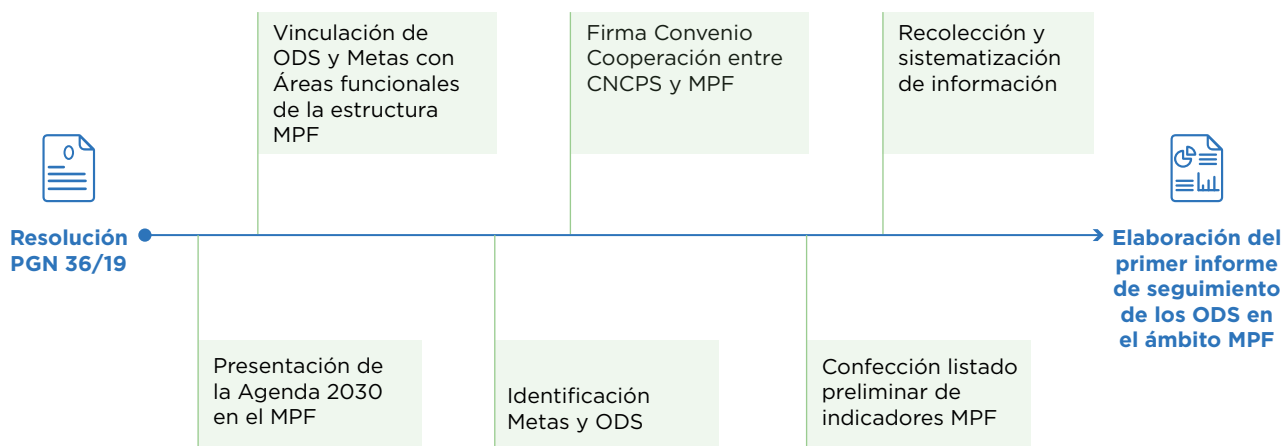 Resolución
PGN 36/19
Presentación de
la Agenda 2030
en el MPF
Vinculación de
ODS y Metas con
Áreas funcionales
de la estructura
MPF
Identificación
Metas y ODS
Firma Convenio
Cooperación entre
CNCPS y MPF
Confección listado
preliminar de
indicadores MPF
Recolección y
sistematización
de información
Elaboración del
primer informe
de seguimiento
de los ODS en
el ámbito MPF